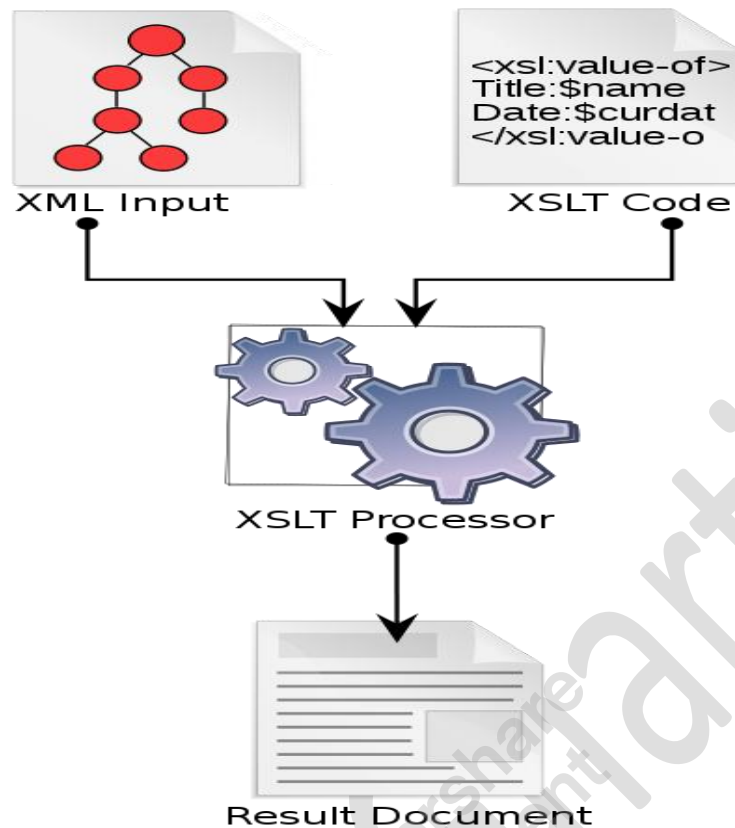 <xsl:value-of>
Title:$name
Date:$curdat
</xsl:value-o
XML Input
XSLT Code
XSLT Processor
Result Document